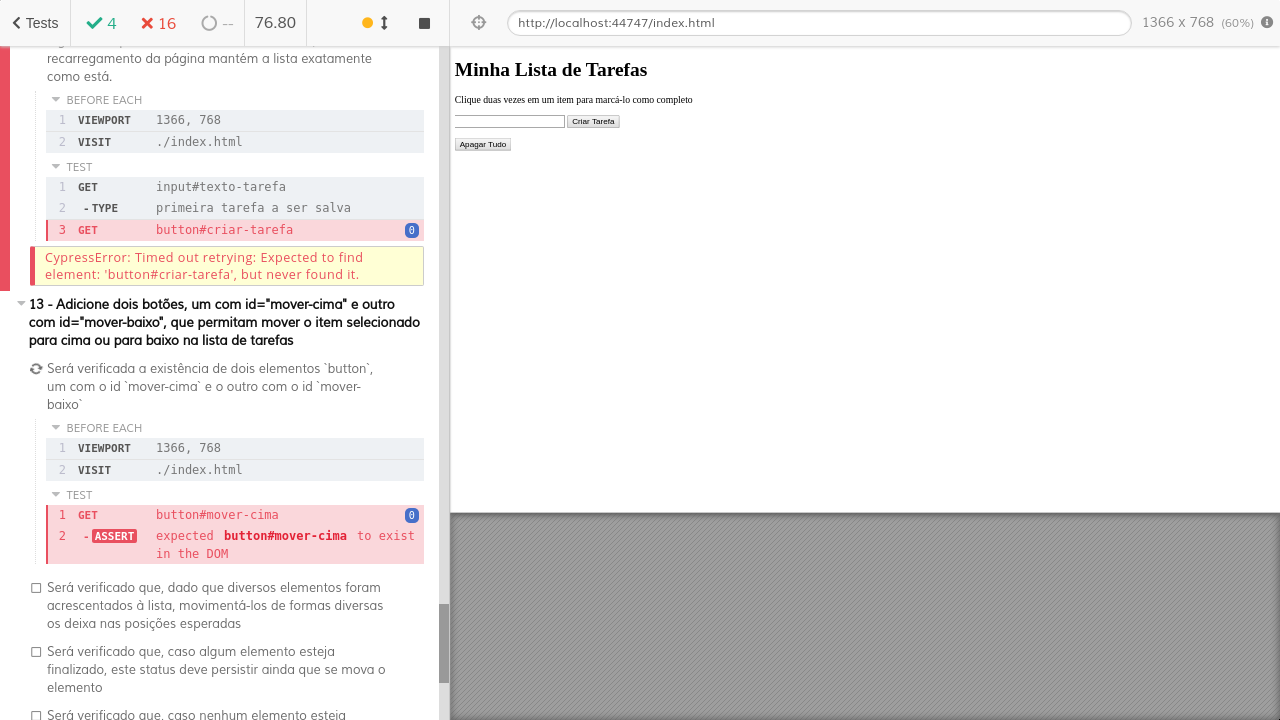 Tests
4
16
--
76.80
http://localhost:44747/index.html
1366 x 768 (60%)
recarregamento da página mantém a lista exatamente
como está.
BEFORE EACH
1 VIEWPORT 1366, 768
2 VISIT ./index.html
TEST
1 GET input#texto-tarefa
2 -TYPE primeira tarefa a ser salva
3 GET button#criar-tarefa 0
CypressError: Timed out retrying: Expected to find
element: 'button#criar-tarefa', but never found it.
13 - Adicione dois botões, um com id="mover-cima" e outro
com id="mover-baixo", que permitam mover o item selecionado
para cima ou para baixo na lista de tarefas
Será verificada a existência de dois elementos `button`,
um com o id `mover-cima` e o outro com o id `mover-
baixo`
BEFORE EACH
1 VIEWPORT 1366, 768
2 VISIT ./index.html
TEST
1 GET button#mover-cima 0
2 -ASSERT expected button#mover-cima to exist
in the DOM
Será verificado que, dado que diversos elementos foram
acrescentados à lista, movimentá-los de formas diversas
os deixa nas posições esperadas
Será verificado que, caso algum elemento esteja
finalizado, este status deve persistir ainda que se mova o
elemento
Será verificado que, caso nenhum elemento esteja
Minha Lista de Tarefas
Clique duas vezes em um item para marcá-lo como completo
Criar Tarefa
Apagar Tudo